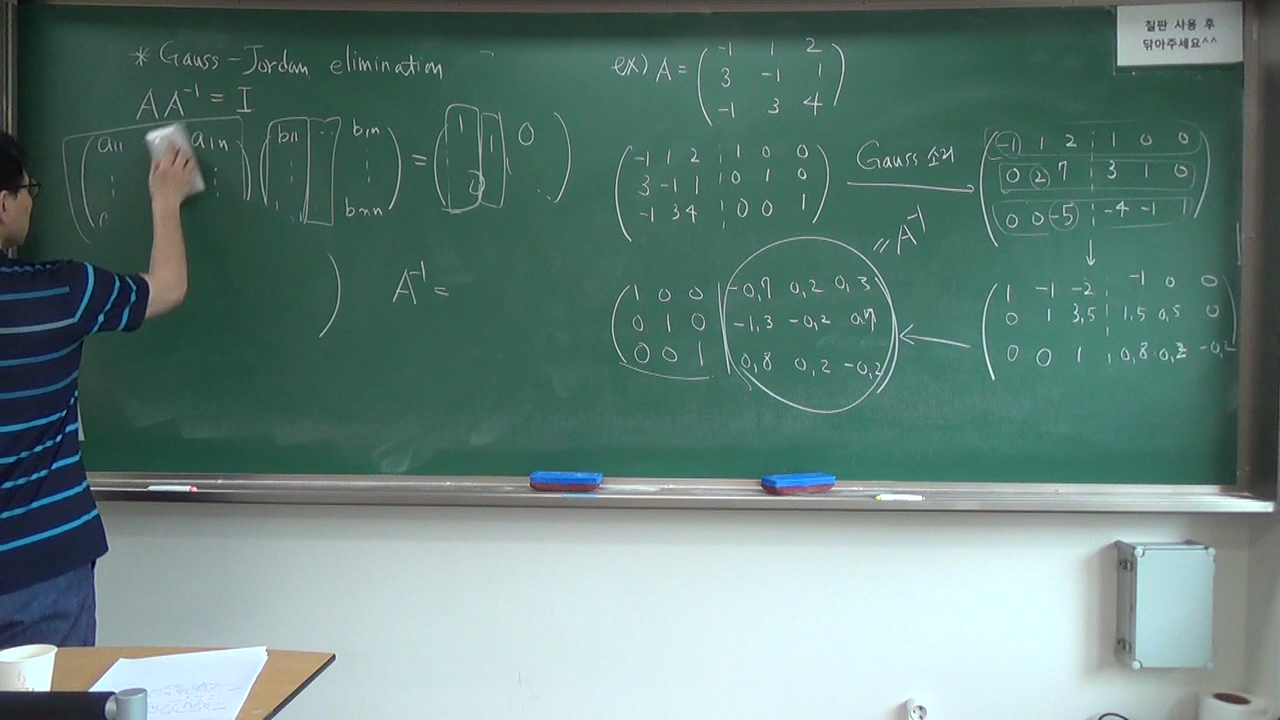 * Gauss-Jordan elimination
A A⁻¹ = I
a₁₁ a₁ₙ b₁₁ b₁ₙ = 1 1 0
bₙₙ
A⁻¹ =
ex) A =
-1 1 2
3 -1 1
-1 3 4
-1 1 2 1 0 0
3 -1 1 0 1 0
-1 3 4 0 0 1
Gauss 소거
-1 1 2 1 0 0
0 2 7 3 1 0
0 0 -5 -4 -1 1
1 -1 -2 -1 0 0
0 1 3,5 1,5 0,5 0
0 0 1 0,8 0,2 -0,2
= A⁻¹
1 0 0 -0,7 0,2 0,3
0 1 0 -1,3 -0,2 0,7
0 0 1 0,8 0,2 -0,2
칠판 사용 후
닦아주세요^^